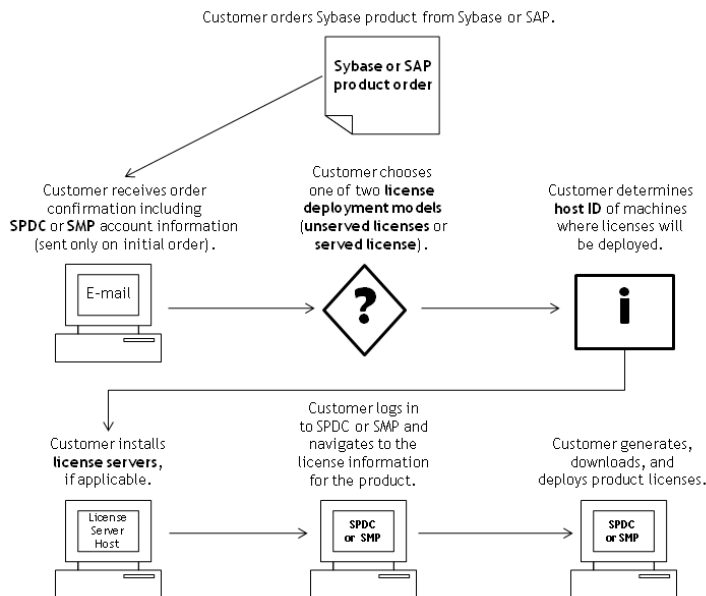 Customer orders Sybase product from Sybase or SAP.
Sybase or SAP
product order
Customer receives order
confirmation including
SPDC or SMP account information
(sent only on initial order).
E-mail
Customer chooses
one of two license
deployment models
(unserved licenses or
served license).
?
Customer determines
host ID of machines
where licenses will
be deployed.
i
Customer installs
license servers,
if applicable.
License
Server
Host
Customer logs in
to SPDC or SMP and
navigates to the
license information
for the product.
SPDC
or SMP
Customer generates,
downloads, and
deploys product licenses.
SPDC
or SMP